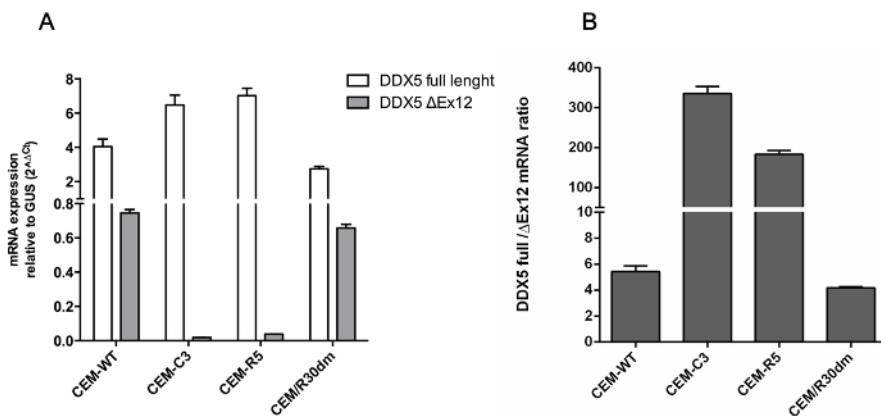 A
B
DDX5 full lenght
DDX5 ΔEx12
mRNA expression
relative to GUS (2^ΔCt)
8
6
4
2
0.8
0.6
0.4
0.2
0.0
CEM-WT
CEM-C3
CEM-R5
CEM/R30dm
DDX5 full /ΔEx12 mRNA ratio
400
300
200
100
10
8
6
4
2
0
CEM-WT
CEM-C3
CEM-R5
CEM/R30dm